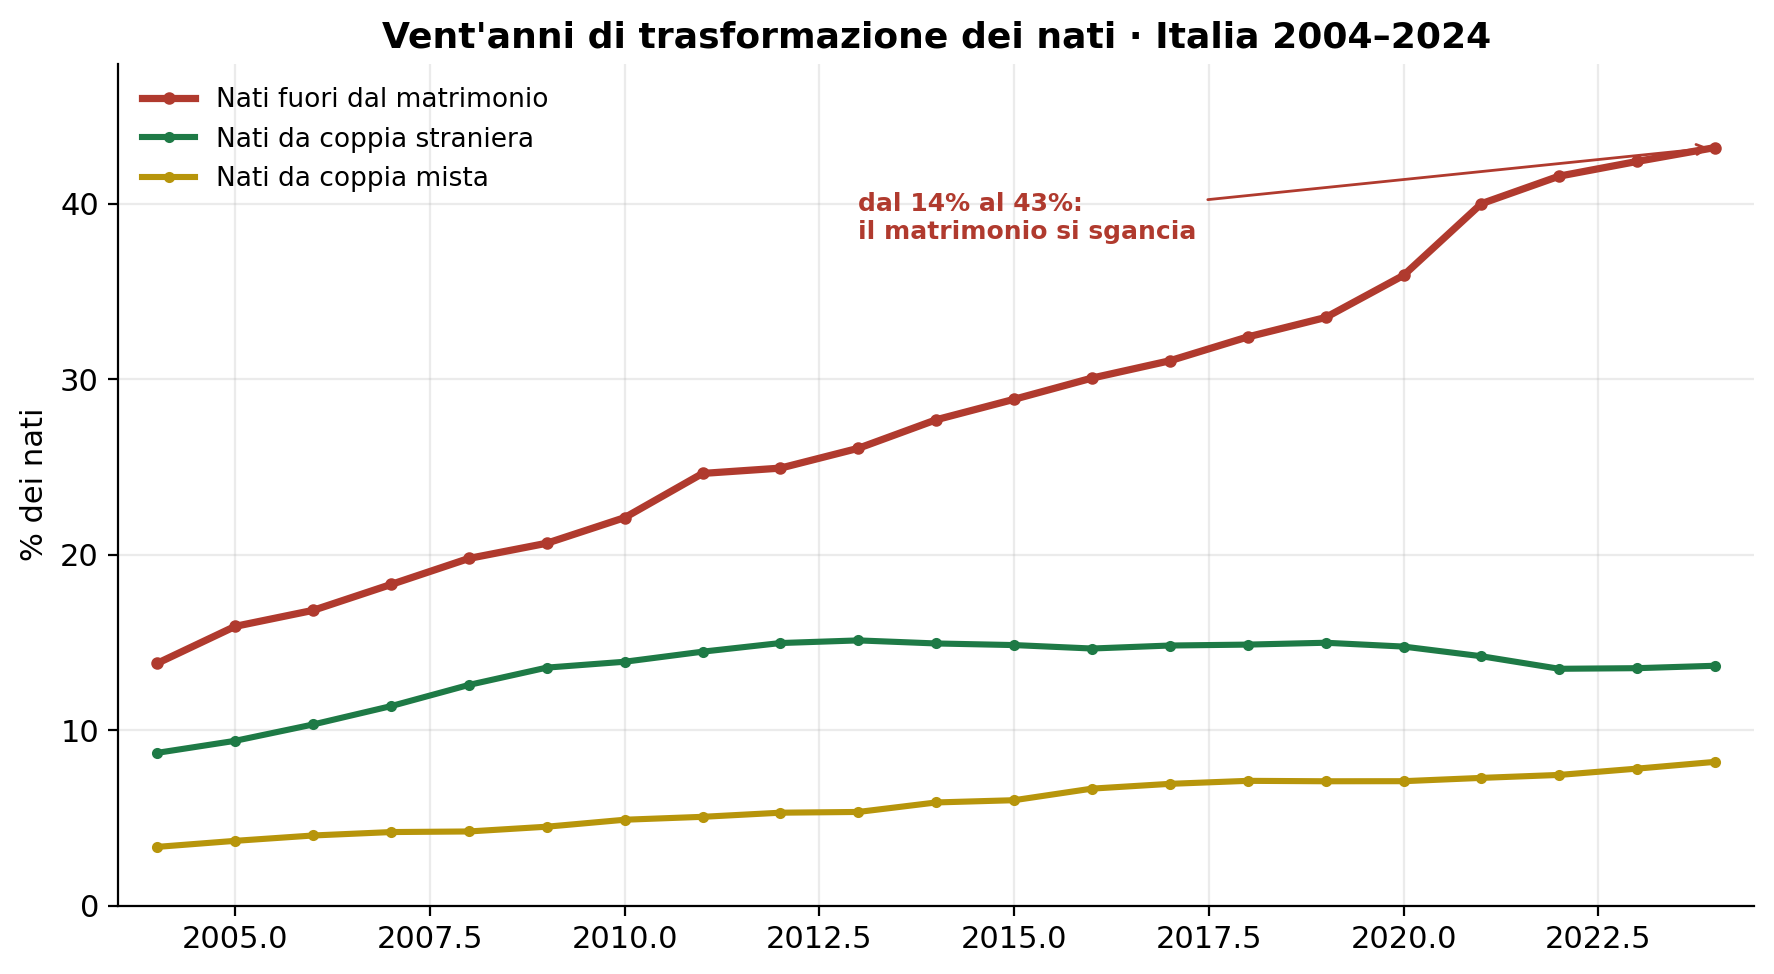 Vent'anni di trasformazione dei nati · Italia 2004–2024
Nati fuori dal matrimonio
Nati da coppia straniera
Nati da coppia mista
dal 14% al 43%:
il matrimonio si sgancia
% dei nati
40
30
20
10
0
2005.0 2007.5 2010.0 2012.5 2015.0 2017.5 2020.0 2022.5